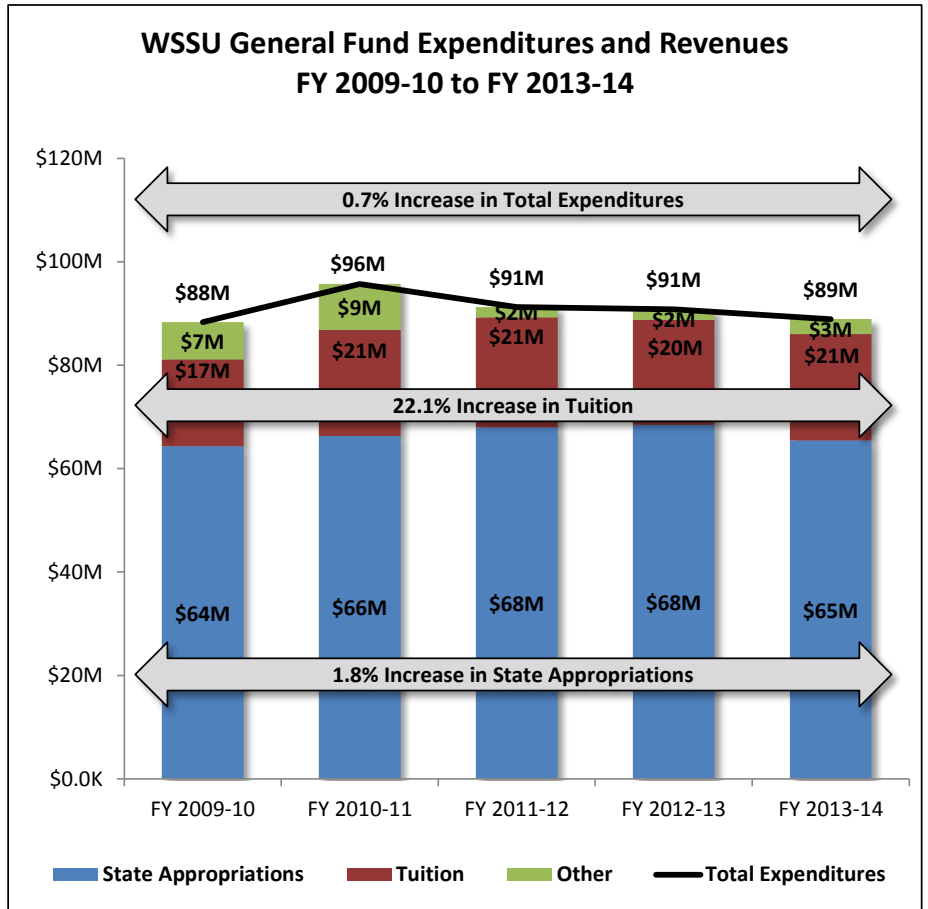 WSSU General Fund Expenditures and Revenues
FY 2009-10 to FY 2013-14
$120M
0.7% Increase in Total Expenditures
$100M
$88M
$96M
$91M
$91M
$89M
$7M
$9M
$2M
$2M
$3M
$80M
$17M
$21M
$21M
$20M
$21M
22.1% Increase in Tuition
$60M
$40M
$64M
$66M
$68M
$68M
$65M
$20M
1.8% Increase in State Appropriations
$0.0K
FY 2009-10
FY 2010-11
FY 2011-12
FY 2012-13
FY 2013-14
State Appropriations
Tuition
Other
Total Expenditures